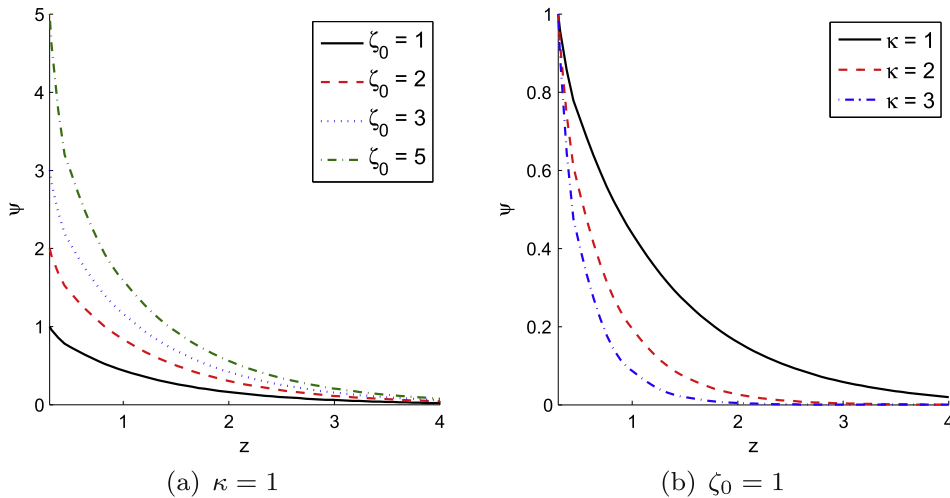 5
4
3
2
1
0
1
2
3
4
z
ψ
ζ0 = 1
ζ0 = 2
ζ0 = 3
ζ0 = 5
(a) κ = 1
1
0.8
0.6
0.4
0.2
0
1
2
3
4
z
ψ
κ = 1
κ = 2
κ = 3
(b) ζ0 = 1